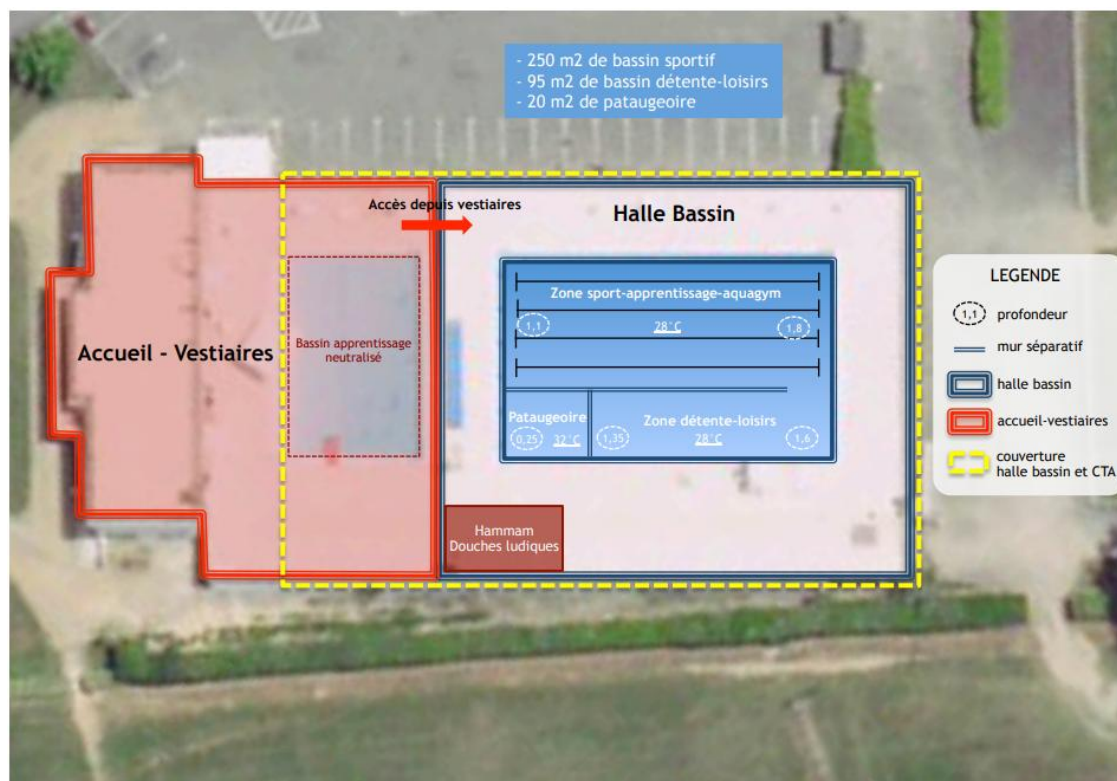 - 250 m2 de bassin sportif
- 95 m2 de bassin détente-loisirs
- 20 m2 de pataugeoire
Accès depuis vestiaires
Halle Bassin
Zone sport-apprentissage-aquagym
1,1
28°C
1,8
Bassin apprentissage
neutralisé
Accueil - Vestiaires
Pataugeoire
0,25
32°C
Zone détente-loisirs
1,35
28°C
1,6
Hammam
Douches ludiques
LEGENDE
1,1
profondeur
mur séparatif
halle bassin
accueil-vestiaires
couverture
halle bassin et CTA